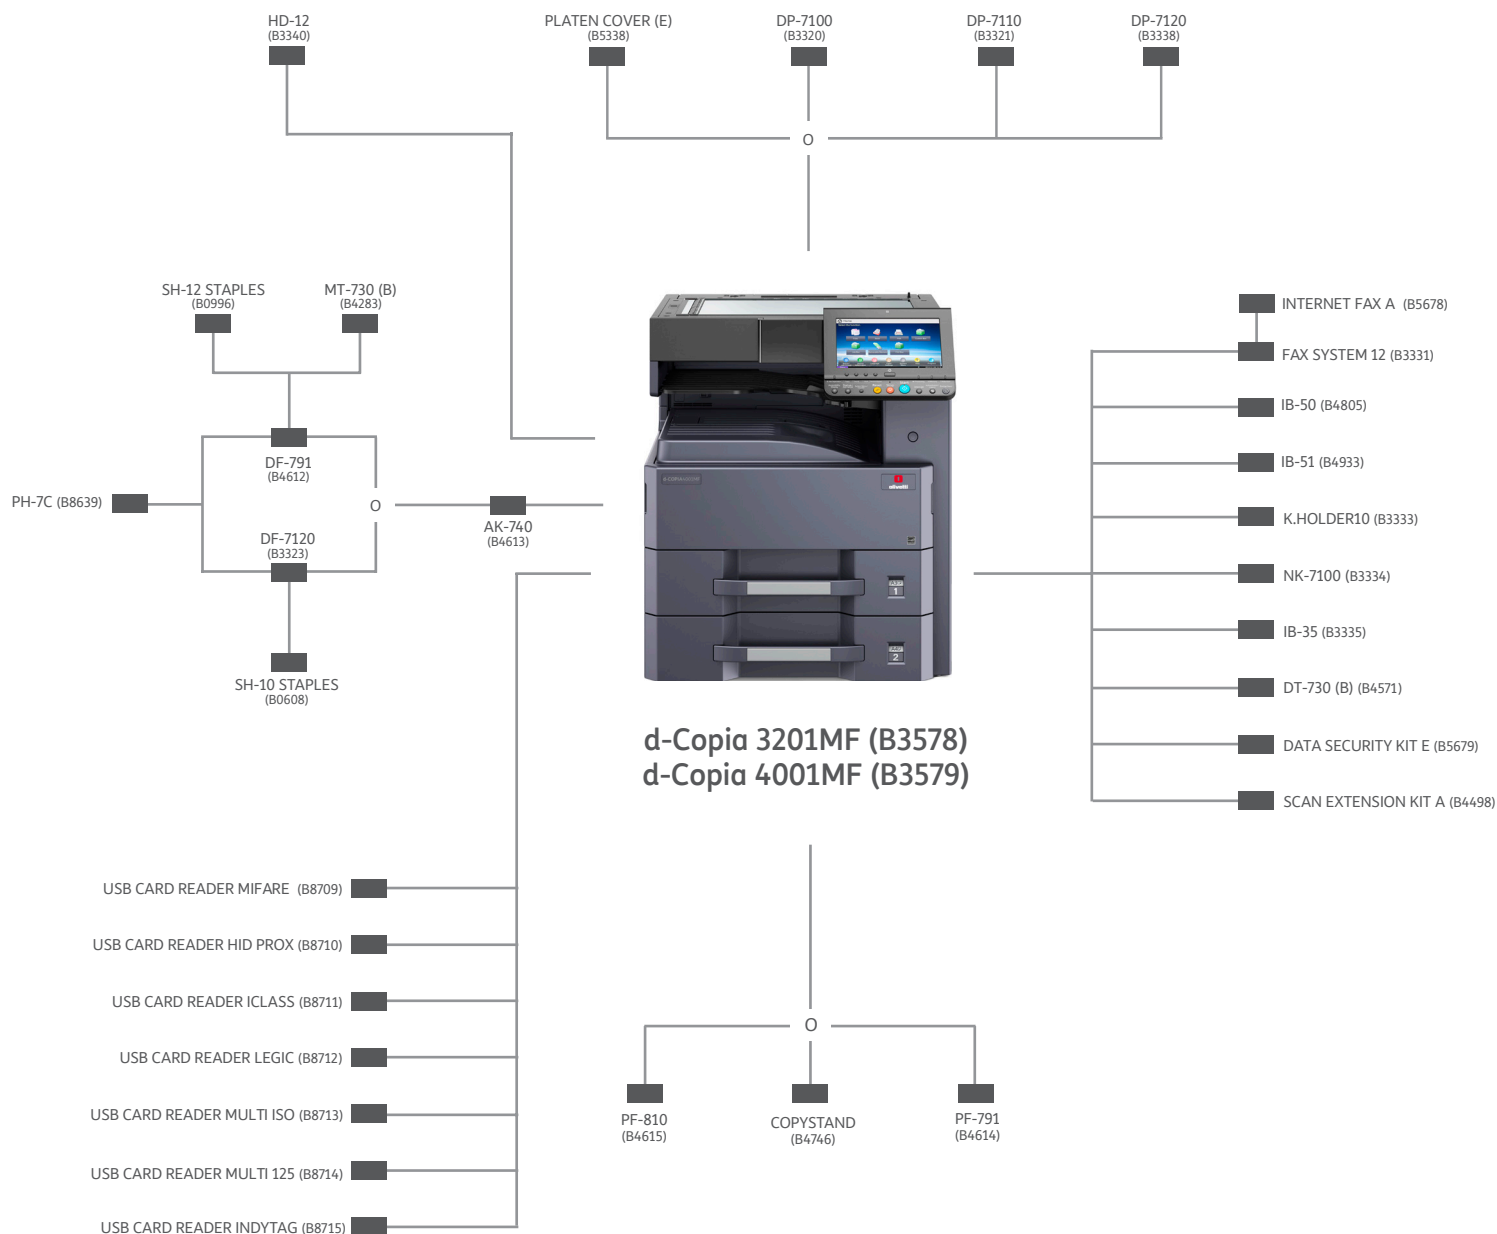 HD-12
(B3340)
PLATEN COVER (E)
(B5338)
DP-7100
(B3320)
DP-7110
(B3321)
DP-7120
(B3338)
O
SH-12 STAPLES
(B0996)
MT-730 (B)
(B4283)
DF-791
(B4612)
PH-7C (B8639)
O
AK-740
(B4613)
DF-7120
(B3323)
SH-10 STAPLES
(B0608)
olivetti
1
2
INTERNET FAX A (B5678)
FAX SYSTEM 12 (B3331)
IB-50 (B4805)
IB-51 (B4933)
K.HOLDER10 (B3333)
NK-7100 (B3334)
IB-35 (B3335)
DT-730 (B) (B4571)
DATA SECURITY KIT E (B5679)
SCAN EXTENSION KIT A (B4498)
d-Copia 3201MF (B3578)
d-Copia 4001MF (B3579)
USB CARD READER MIFARE (B8709)
USB CARD READER HID PROX (B8710)
USB CARD READER ICLASS (B8711)
USB CARD READER LEGIC (B8712)
USB CARD READER MULTI ISO (B8713)
USB CARD READER MULTI 125 (B8714)
USB CARD READER INDYTAG (B8715)
O
PF-810
(B4615)
COPYSTAND
(B4746)
PF-791
(B4614)